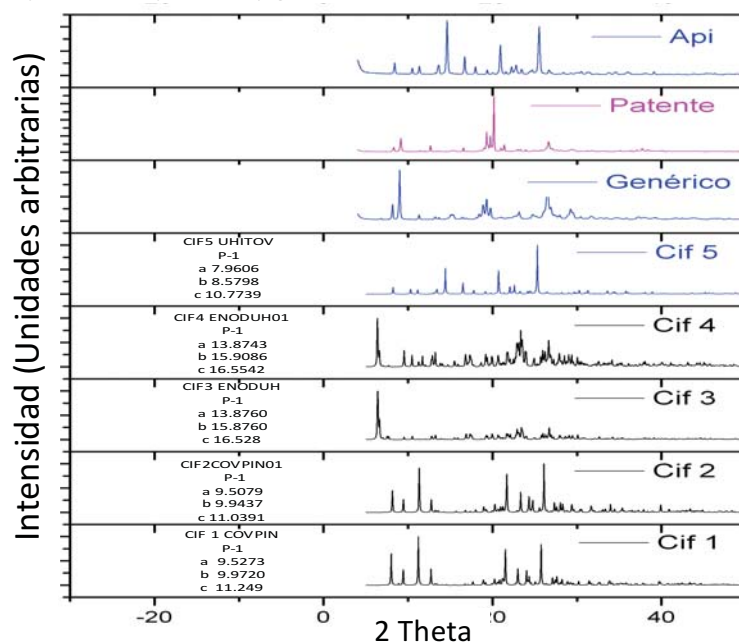 Api
Patente
Genérico
Cif 5
CIF5 UHITOV
P-1
a 7.9606
b 8.5798
c 10.7739
Cif 4
CIF4 ENODUH01
P-1
a 13.8743
b 15.9086
c 16.5542
Cif 3
CIF3 ENODUH
P-1
a 13.8760
b 15.8760
c 16.528
Cif 2
CIF2COVPIN01
P-1
a 9.5079
b 9.9437
c 11.0391
Cif 1
CIF 1 COVPIN
P-1
a 9.5273
b 9.9720
c 11.249
-20 0 20 40
2 Theta
Intensidad (Unidades arbitrarias)